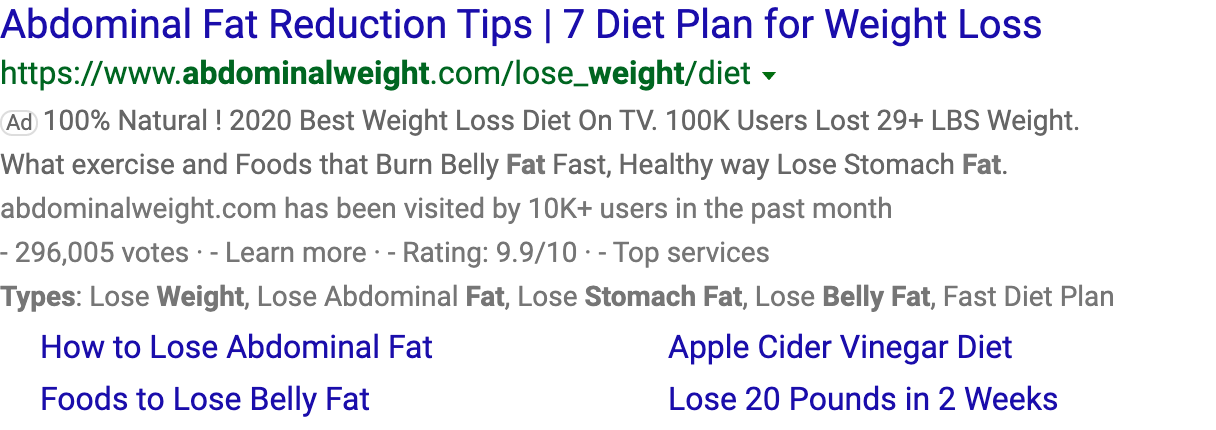 Abdominal Fat Reduction Tips | 7 Diet Plan for Weight Loss
https://www.abdominalweight.com/lose_weight/diet
Ad 100% Natural ! 2020 Best Weight Loss Diet On TV. 100K Users Lost 29+ LBS Weight.
What exercise and Foods that Burn Belly Fat Fast, Healthy way Lose Stomach Fat.
abdominalweight.com has been visited by 10K+ users in the past month
- 296,005 votes · - Learn more · - Rating: 9.9/10 · - Top services
Types: Lose Weight, Lose Abdominal Fat, Lose Stomach Fat, Lose Belly Fat, Fast Diet Plan
How to Lose Abdominal Fat Apple Cider Vinegar Diet
Foods to Lose Belly Fat Lose 20 Pounds in 2 Weeks